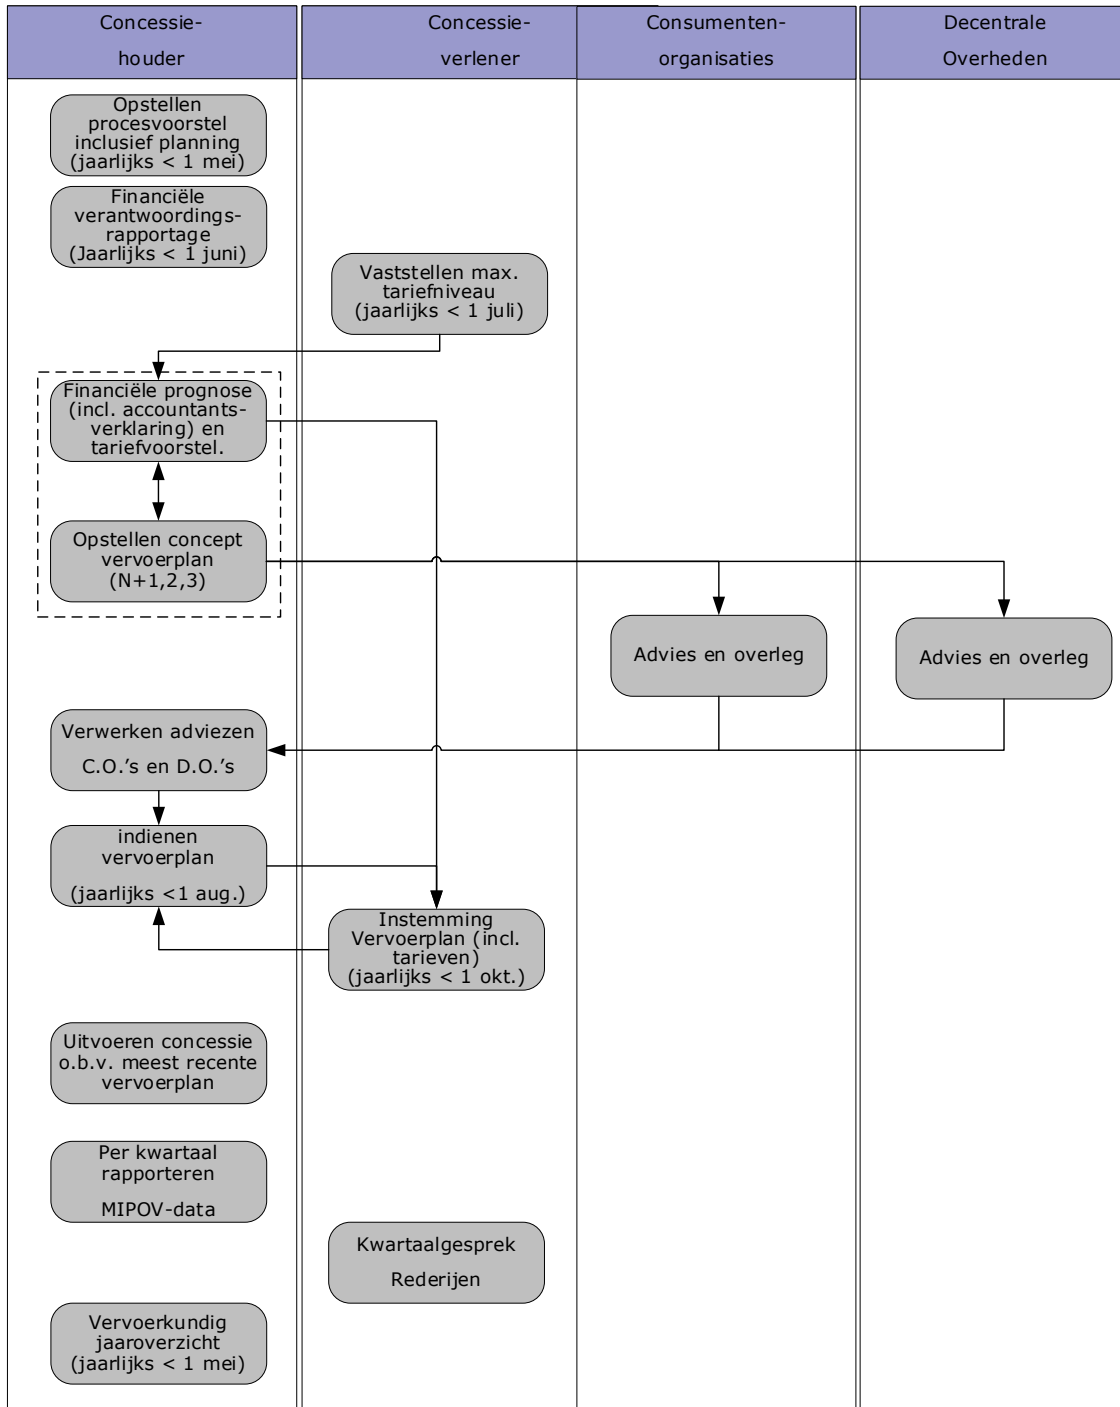 Concessie-
houder
Concessie-
verlener
Consumenten-
organisaties
Decentrale
Overheden
Opstellen
procesvoorstel
inclusief planning
(jaarlijks < 1 mei)
Financiële
verantwoordings-
rapportage
(Jaarlijks < 1 juni)
Vaststellen max.
tariefniveau
(jaarlijks < 1 juli)
Financiële prognose
(incl. accountants-
verklaring) en
tariefvoorstel.
Opstellen concept
vervoerplan
(N+1,2,3)
Advies en overleg
Advies en overleg
Verwerken adviezen
C.O.’s en D.O.’s
indienen
vervoerplan
(jaarlijks <1 aug.)
Instemming
Vervoerplan (incl.
tarieven)
(jaarlijks < 1 okt.)
Uitvoeren concessie
o.b.v. meest recente
vervoerplan
Per kwartaal
rapporteren
MIPOV-data
Kwartaalgesprek
Rederijen
Vervoerkundig
jaaroverzicht
(jaarlijks < 1 mei)